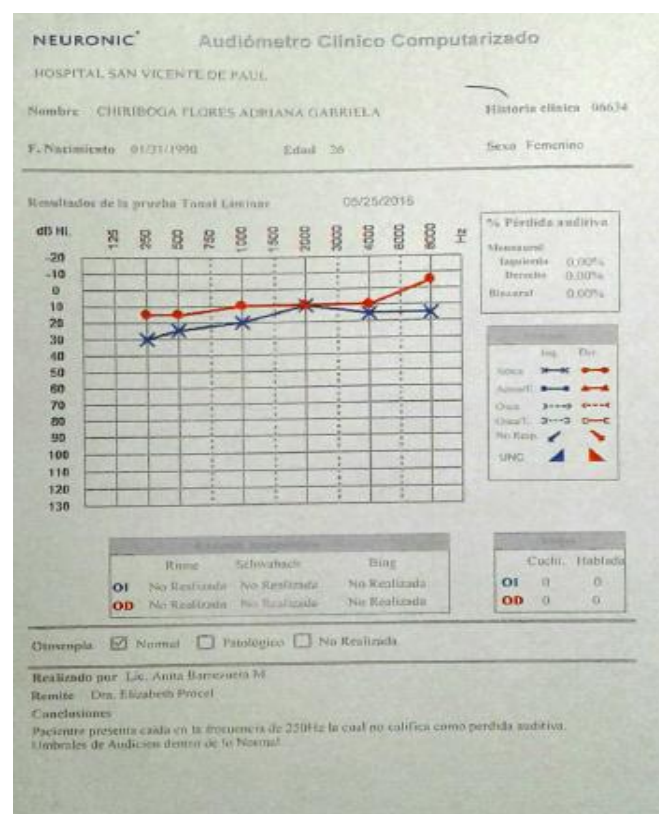 NEURONIC Audiómetro Clínico Computarizado
HOSPITAL SAN VICENTE DE PAUL
Nombre CHIRIBOGA FLORES ADRIANA GABRIELA Historia clínica 06634
F. Nacimiento 01/31/1990 Edad 26 Sexo Femenino
Resultados de la prueba Tonal Liminar 05/25/2016
% Pérdida auditiva
Monaural
Izquierdo 0.00%
Derecho 0.00%
Binaural 0.00%
dB HL
125 250 500 750 1000 1500 2000 3000 4000 6000 8000 Hz
-20
-10
0
10
20
30
40
50
60
70
80
90
100
110
120
130
Izq. Der.
Aérea
Ósea
No Resp.
UNC
Rinne Schwabach Bing
OI No Realizada No Realizada No Realizada
OD No Realizada No Realizada No Realizada
Cuchi. Hablada
OI 0 0
OD 0 0
Otoscopía Normal Patológico No Realizada
Realizado por Lic. Anita M
Remite Dra. Elizabeth Procel
Conclusiones
Paciente presenta caída en la frecuencia de 250Hz la cual no califica como perdida auditiva.
Umbrales de Audición dentro de lo Normal